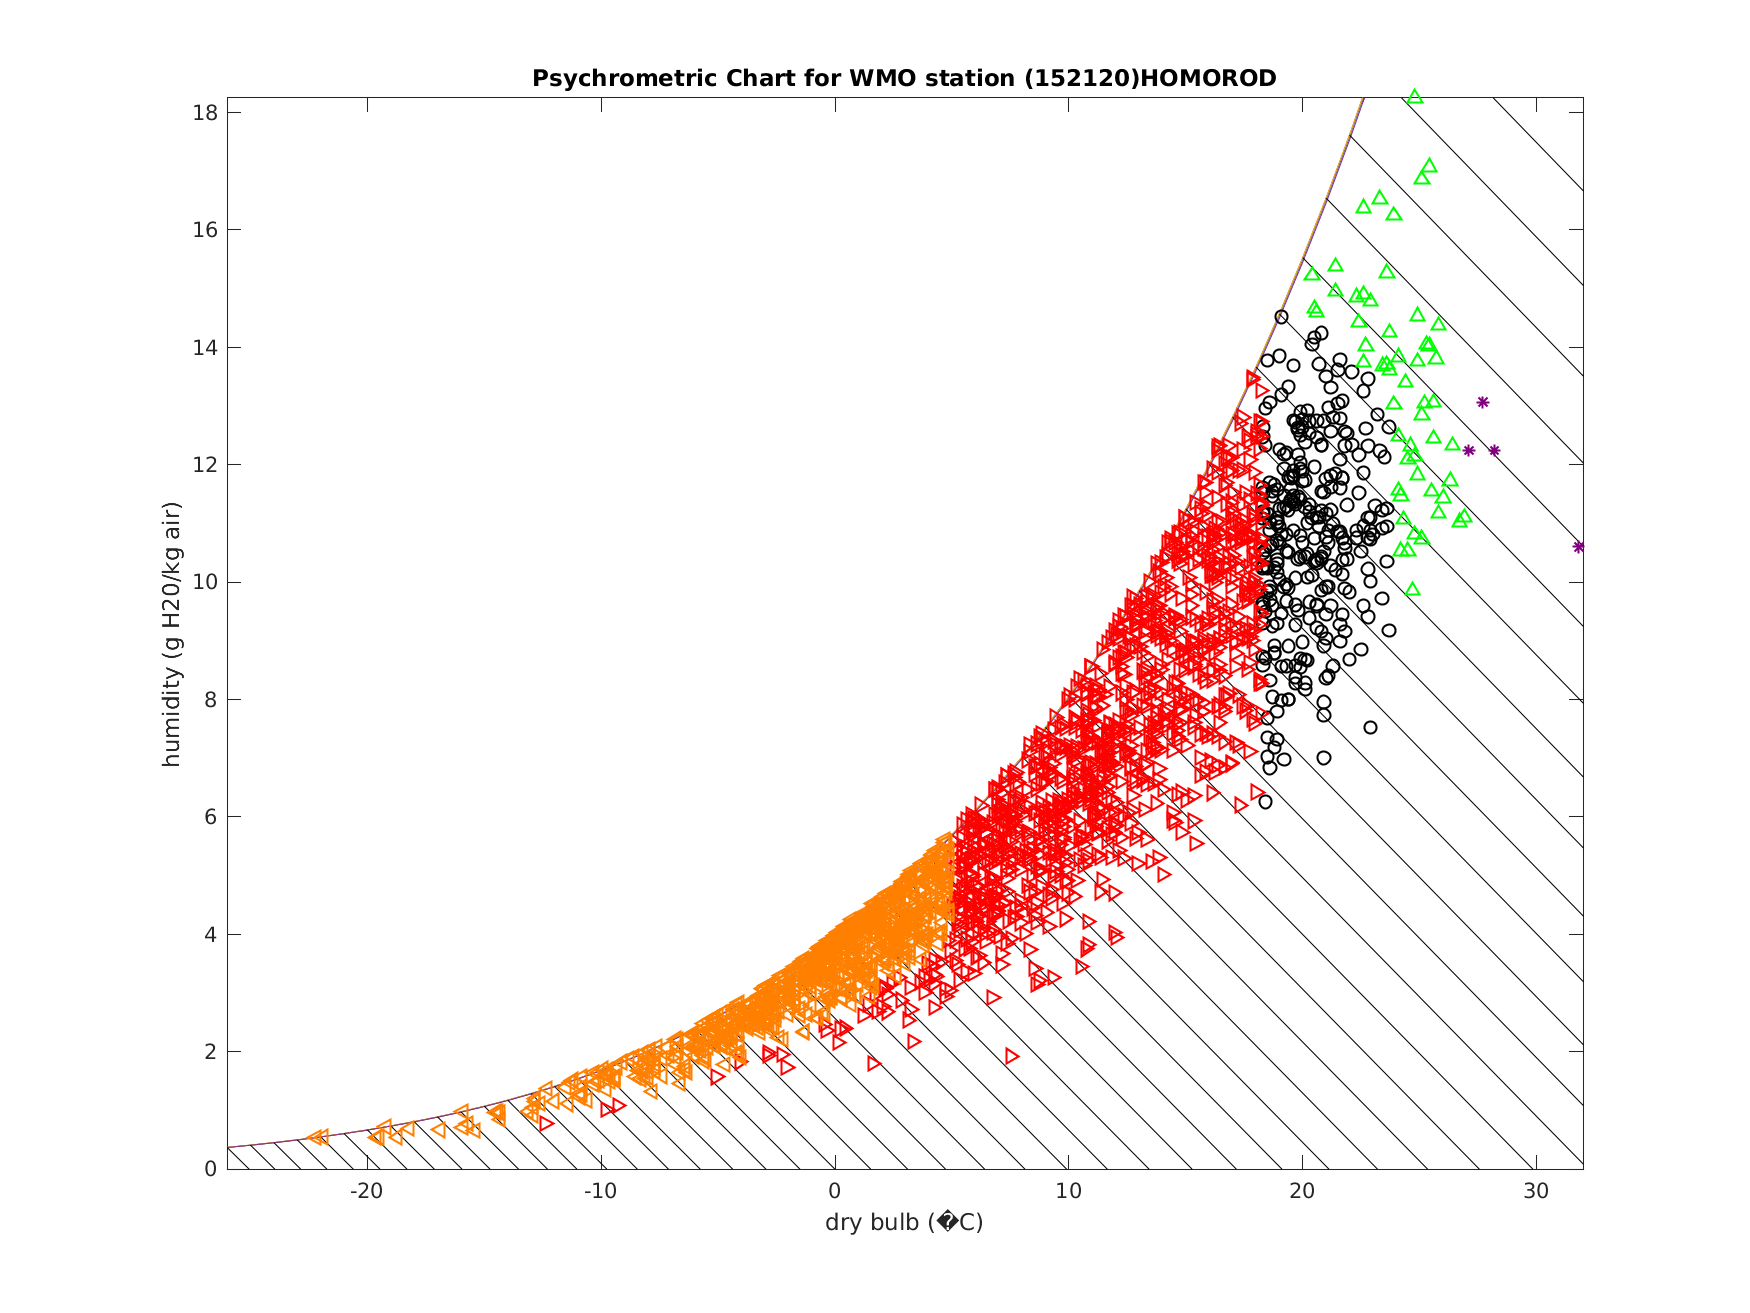 Psychrometric Chart for WMO station (152120)HOMOROD
18
16
14
12
10
8
6
4
2
0
humidity (g H20/kg air)
-20 -10 0 10 20 30
dry bulb (�C)